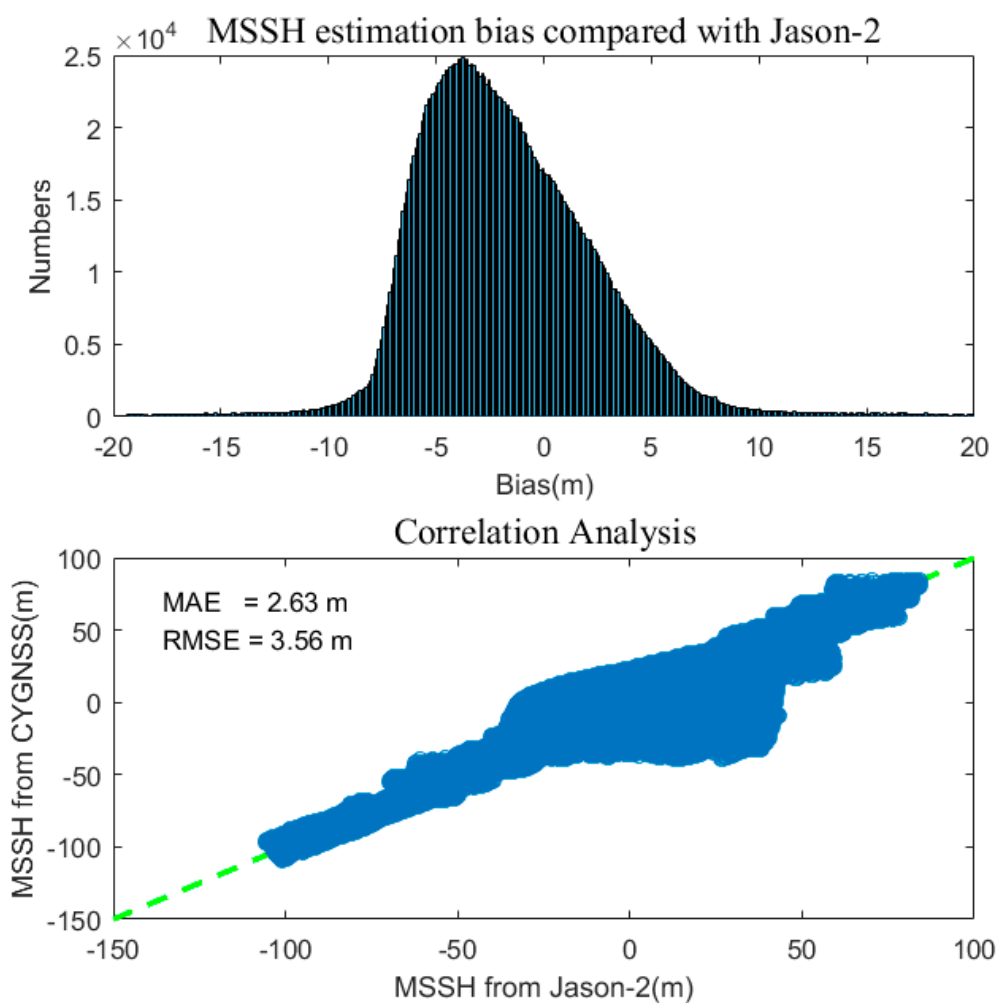 MSSH estimation bias compared with Jason-2
×10⁴
2.5
2
1.5
1
0.5
0
Numbers
-20 -15 -10 -5 0 5 10 15 20
Bias(m)
Correlation Analysis
100
50
0
-50
-100
-150
MSSH from CYGNSS(m)
MAE = 2.63 m
RMSE = 3.56 m
-150 -100 -50 0 50 100
MSSH from Jason-2(m)